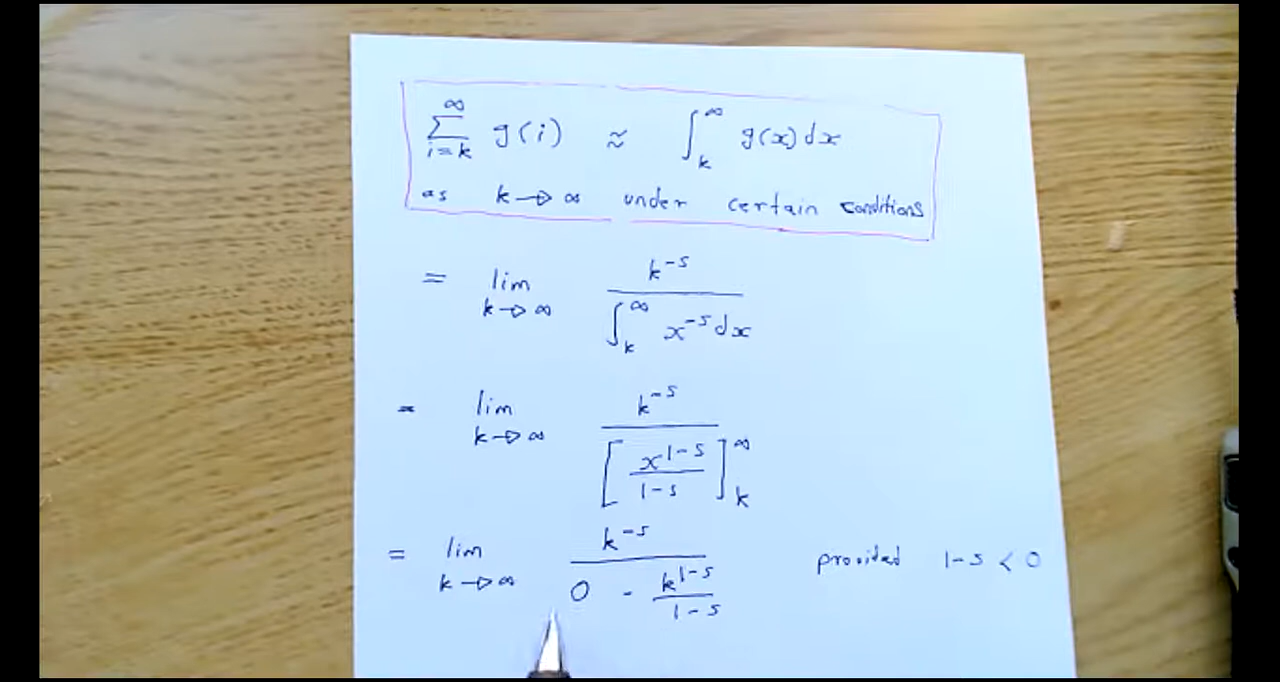 ∞
∑ g(i) ≈ ∫_k^∞ g(x) dx
i=k
as k → ∞ under certain conditions
= lim_{k→∞} k^{-s} / ∫_k^∞ x^{-s} dx
= lim_{k→∞} k^{-s} / [ x^{1-s} / 1-s ]_k^∞
= lim_{k→∞} k^{-s} / (0 - k^{1-s} / 1-s) provided 1-s < 0